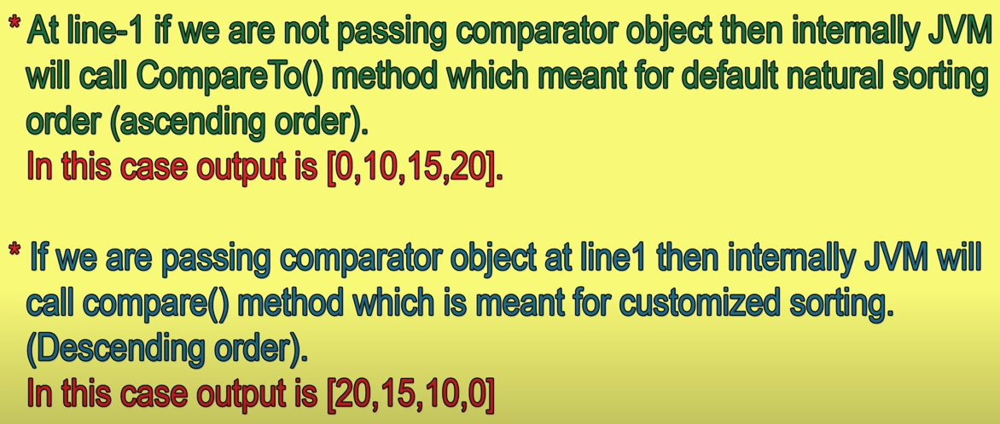 * At line-1 if we are not passing comparator object then internally JVM
will call CompareTo() method which meant for default natural sorting
order (ascending order).
In this case output is [0,10,15,20].
* If we are passing comparator object at line1 then internally JVM will
call compare() method which is meant for customized sorting.
(Descending order).
In this case output is [20,15,10,0]